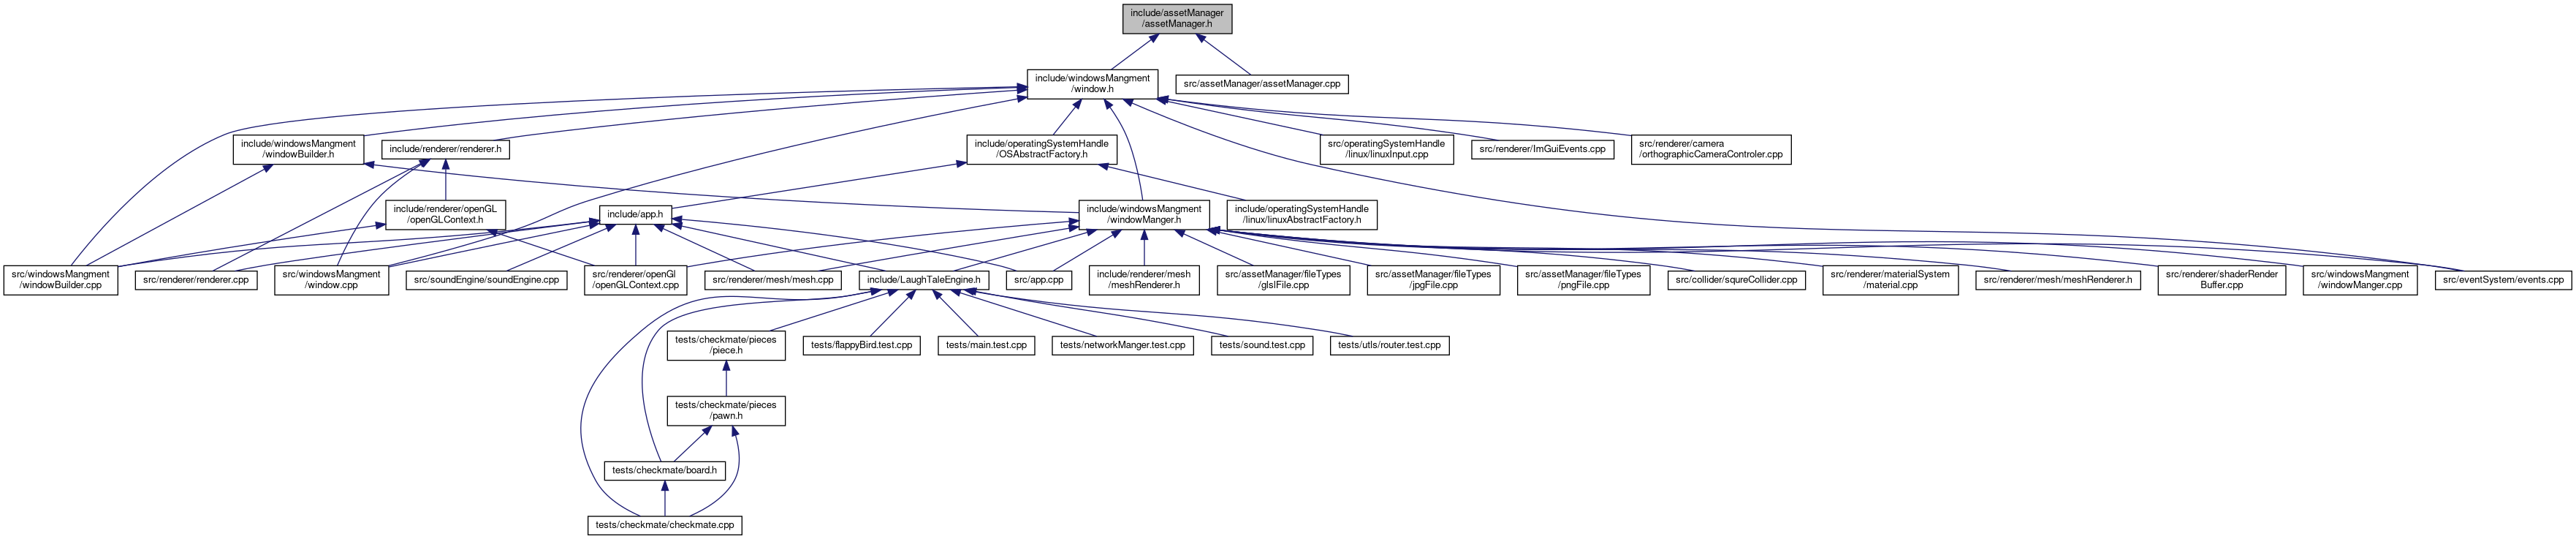 include/assetManager
/assetManager.h
include/windowsMangment
/window.h
src/assetManager/assetManager.cpp
include/windowsMangment
/windowBuilder.h
include/renderer/renderer.h
include/operatingSystemHandle
/OSAbstractFactory.h
src/operatingSystemHandle
/linux/linuxInput.cpp
src/renderer/ImGuiEvents.cpp
src/renderer/camera
/orthographicCameraControler.cpp
include/renderer/openGL
/openGLContext.h
include/app.h
include/windowsMangment
/windowManger.h
include/operatingSystemHandle
/linux/linuxAbstractFactory.h
src/windowsMangment
/windowBuilder.cpp
src/renderer/renderer.cpp
src/windowsMangment
/window.cpp
src/soundEngine/soundEngine.cpp
src/renderer/openGl
/openGLContext.cpp
src/renderer/mesh/mesh.cpp
include/LaughTaleEngine.h
src/app.cpp
include/renderer/mesh
/meshRenderer.h
src/assetManager/fileTypes
/glslFile.cpp
src/assetManager/fileTypes
/jpgFile.cpp
src/assetManager/fileTypes
/pngFile.cpp
src/collider/squreCollider.cpp
src/renderer/materialSystem
/material.cpp
src/renderer/mesh/meshRenderer.h
src/renderer/shaderRender
Buffer.cpp
src/windowsMangment
/windowManger.cpp
src/eventSystem/events.cpp
tests/checkmate/pieces
/piece.h
tests/flappyBird.test.cpp
tests/main.test.cpp
tests/networkManger.test.cpp
tests/sound.test.cpp
tests/utls/router.test.cpp
tests/checkmate/pieces
/pawn.h
tests/checkmate/board.h
tests/checkmate/checkmate.cpp